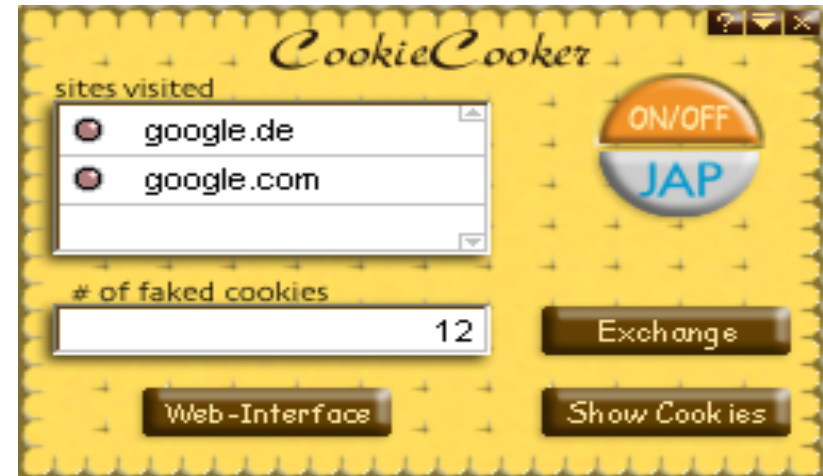 CookieCooker
?
sites visited
google.de
google.com
ON/OFF
JAP
# of faked cookies
12
Exchange
Web-Interface
Show Cookies